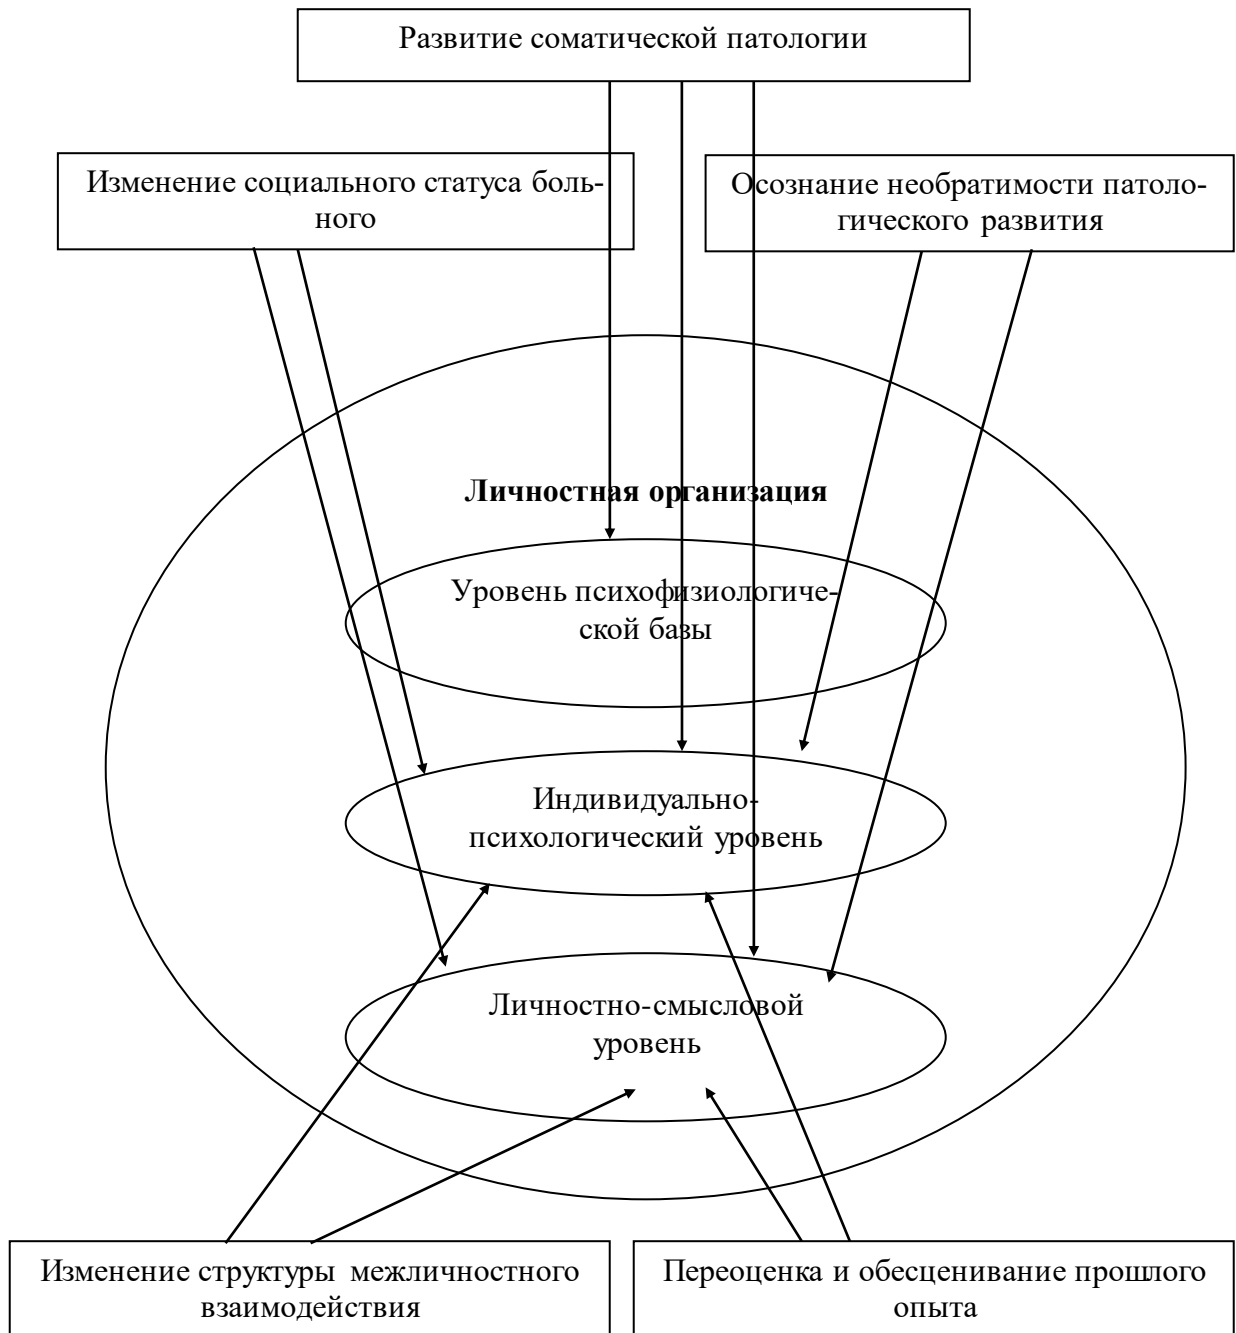 Развитие соматической патологии
Изменение социального статуса боль-
ного
Осознание необратимости патоло-
гического развития
Личностная организация
Уровень психофизиологиче-
ской базы
Индивидуально-
психологический уровень
Личностно-смысловой
уровень
Изменение структуры межличностного
взаимодействия
Переоценка и обесценивание прошлого
опыта